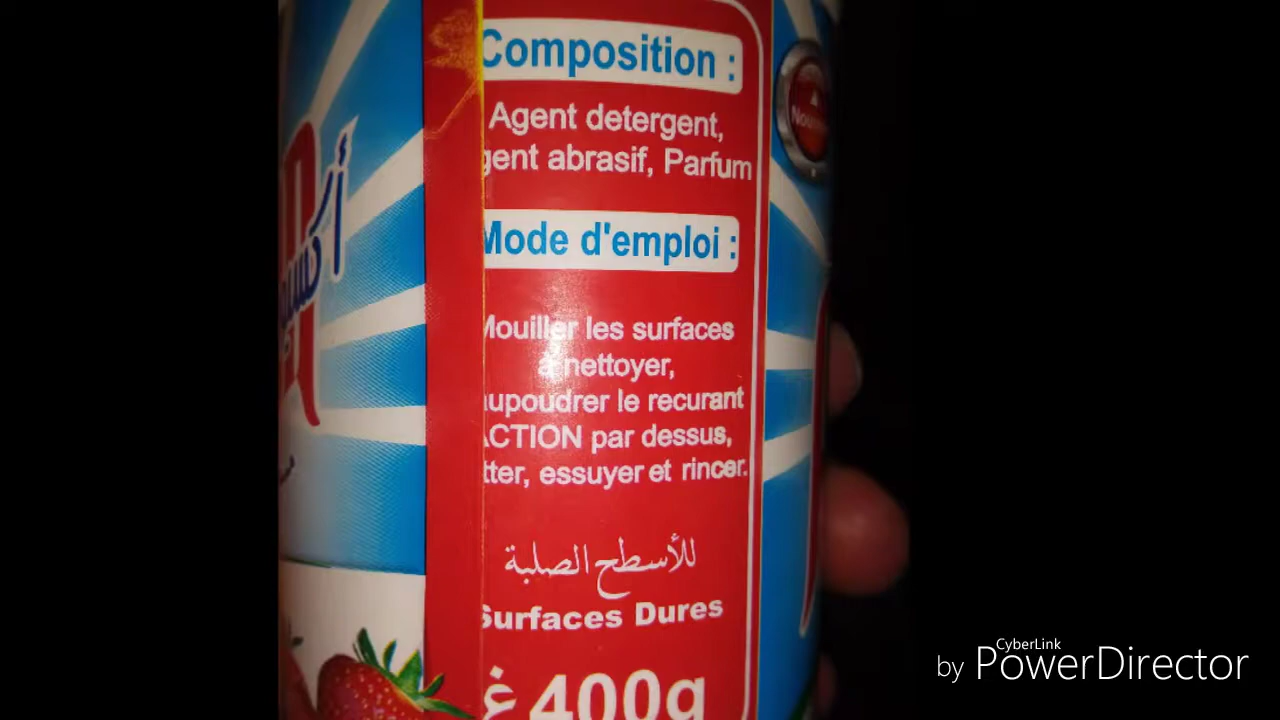 Composition :
Agent detergent,
gent abrasif, Parfum
Mode d'emploi :
Mouiller les surfaces
à nettoyer,
aupoudrer le recurant
ACTION par dessus,
tter, essuyer et rincer.
للأسطح الصلبة
Surfaces Dures
400g غ
CyberLink
by PowerDirector